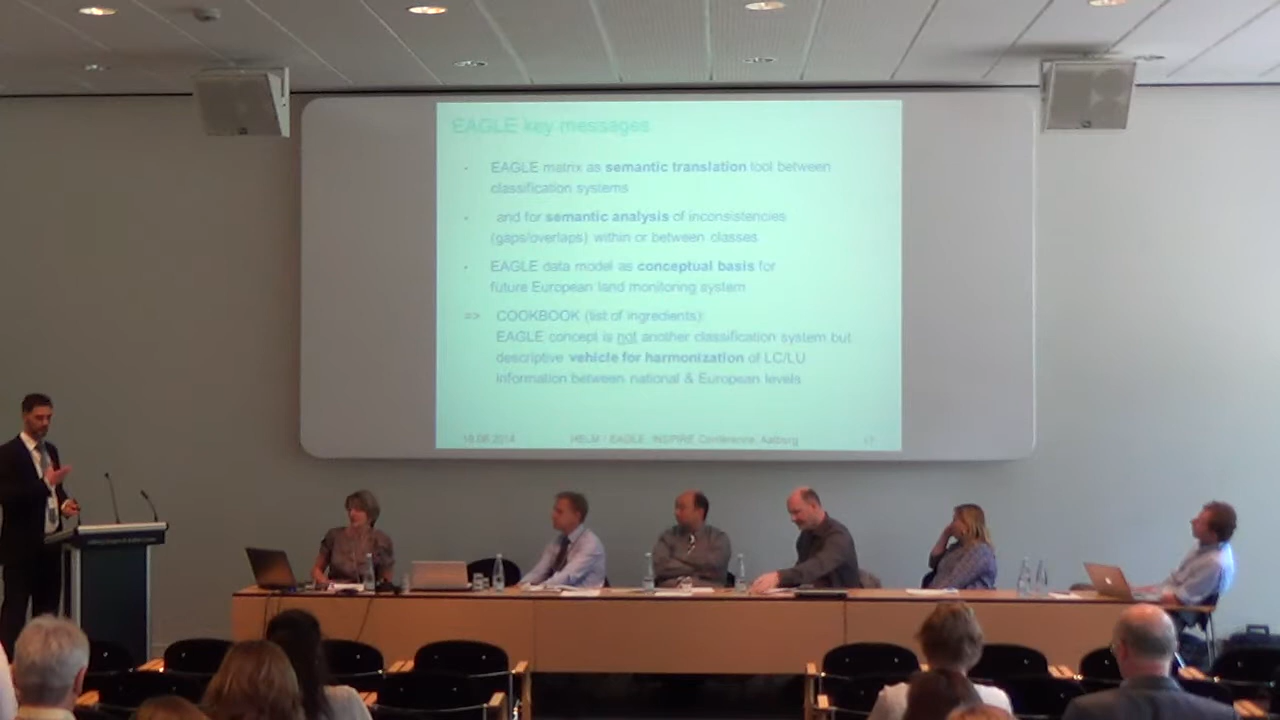 EAGLE key messages
- EAGLE matrix as semantic translation tool between
classification systems
- and for semantic analysis of inconsistencies
(gaps/overlaps) within or between classes
- EAGLE data model as conceptual basis for
future European land monitoring system
=> COOKBOOK (list of ingredients):
EAGLE concept is not another classification system but
descriptive vehicle for harmonization of LC/LU
Information between national & European levels
18.06.2014 HELM / EAGLE, INSPIRE Conference, Aalborg 17